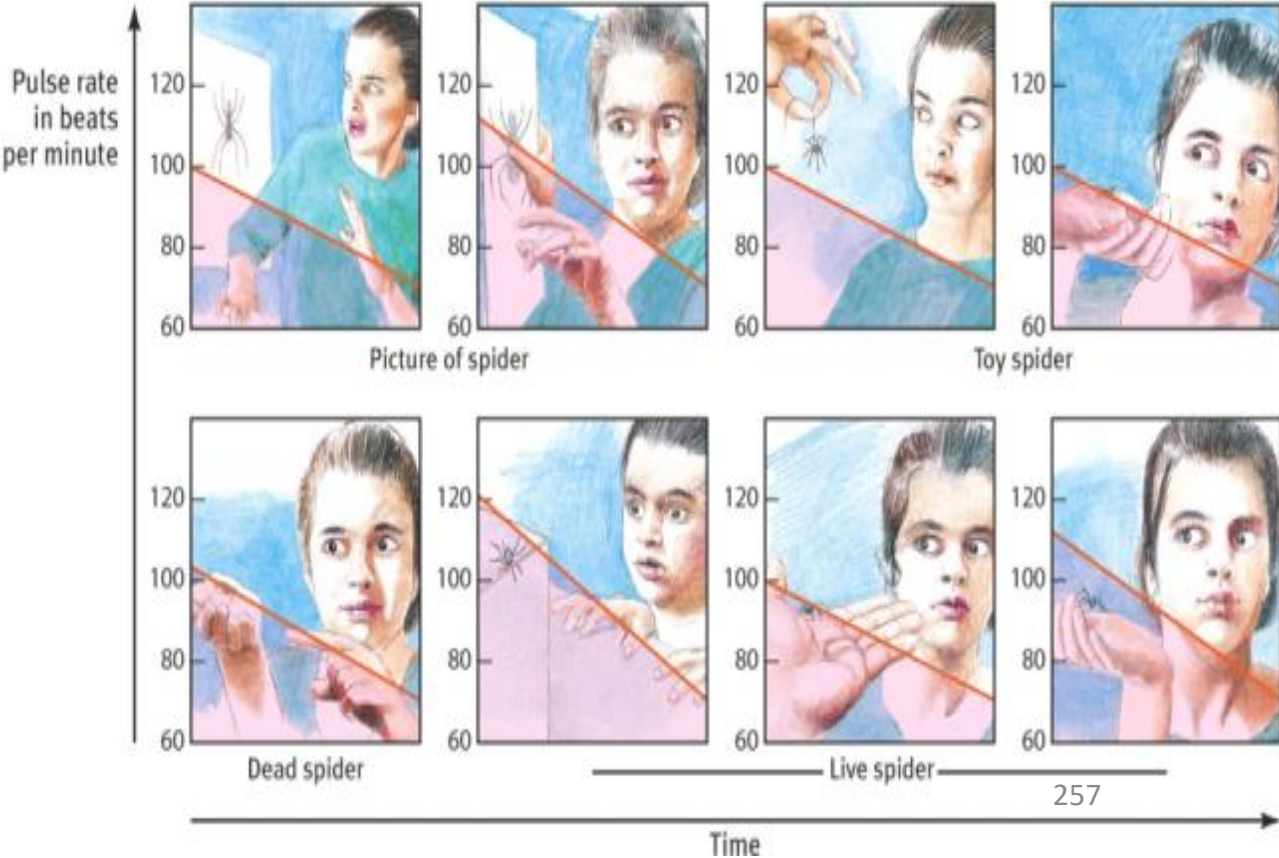 Pulse rate
in beats
per minute
120 120 120 120
100 100 100 100
80 80 80 80
60 60 60 60
Picture of spider Toy spider
120 120 120 120
100 100 100 100
80 80 80 80
60 60 60 60
Dead spider Live spider
257
Time